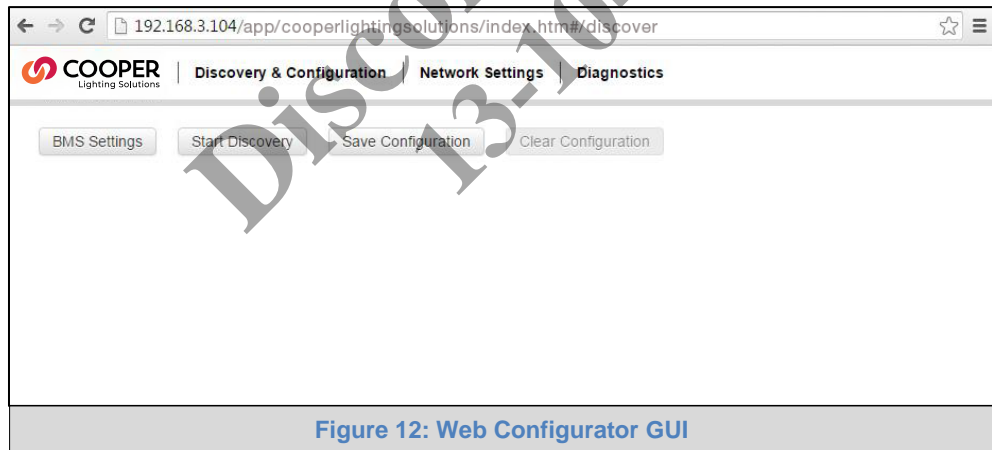 192.168.3.104/app/cooperlightingsolutions/index.htm#/discover
COOPER
Lighting Solutions
Discovery & Configuration
Network Settings
Diagnostics
BMS Settings
Start Discovery
Save Configuration
Clear Configuration
Figure 12: Web Configurator GUI